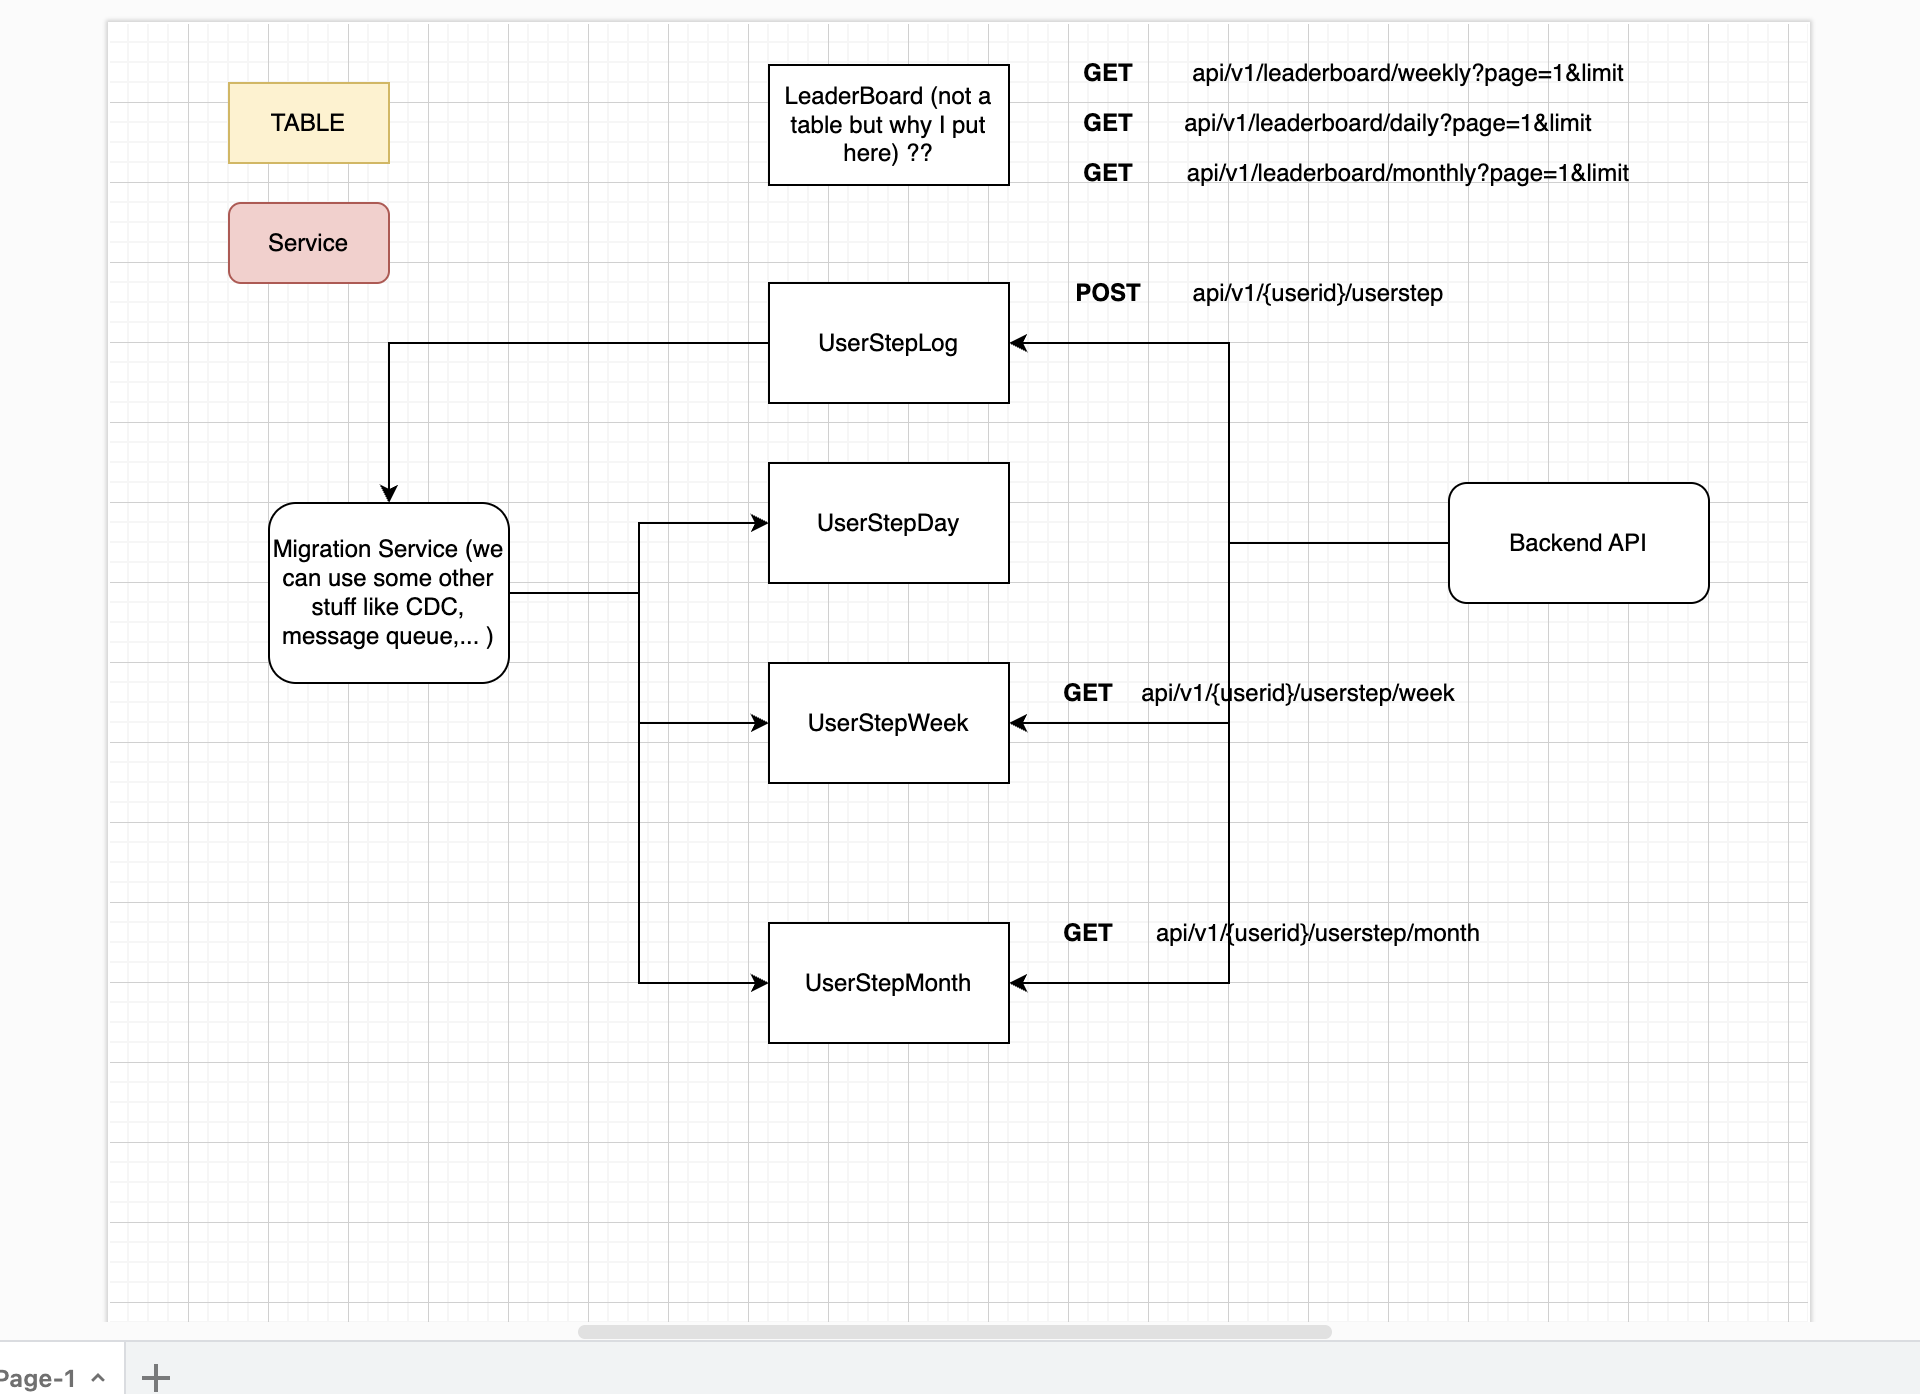 TABLE
Service
LeaderBoard (not a
table but why I put
here) ??
GET api/v1/leaderboard/weekly?page=1&limit
GET api/v1/leaderboard/daily?page=1&limit
GET api/v1/leaderboard/monthly?page=1&limit
POST api/v1/{userid}/userstep
UserStepLog
UserStepDay
Backend API
Migration Service (we
can use some other
stuff like CDC,
message queue,... )
GET api/v1/{userid}/userstep/week
UserStepWeek
GET api/v1/{userid}/userstep/month
UserStepMonth
Page-1